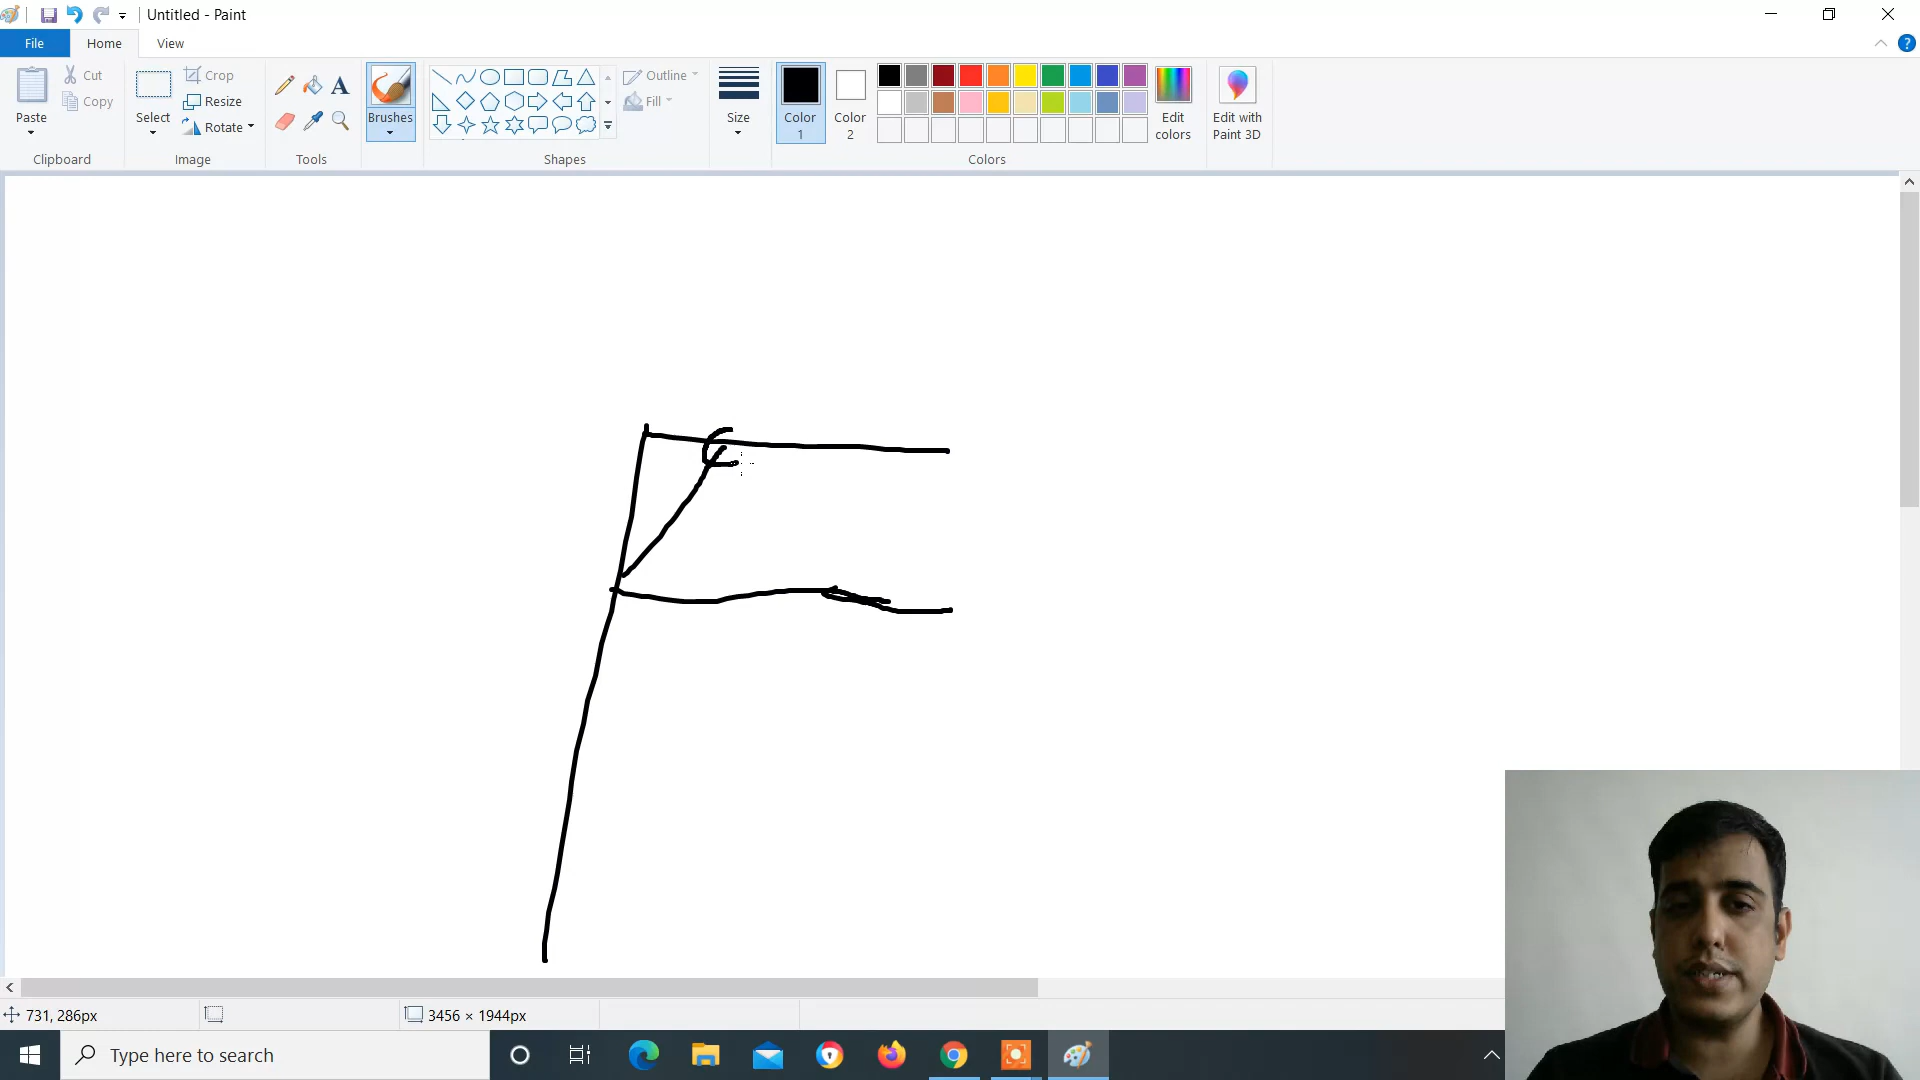 Untitled - Paint
File Home View
Paste
Cut
Copy
Clipboard
Select
Crop
Resize
Rotate
Image
A
Tools
Brushes
Outline
Fill
Shapes
Size
Color 1
Color 2
Edit colors
Colors
Edit with Paint 3D
?
731, 286px
3456 × 1944px
Type here to search